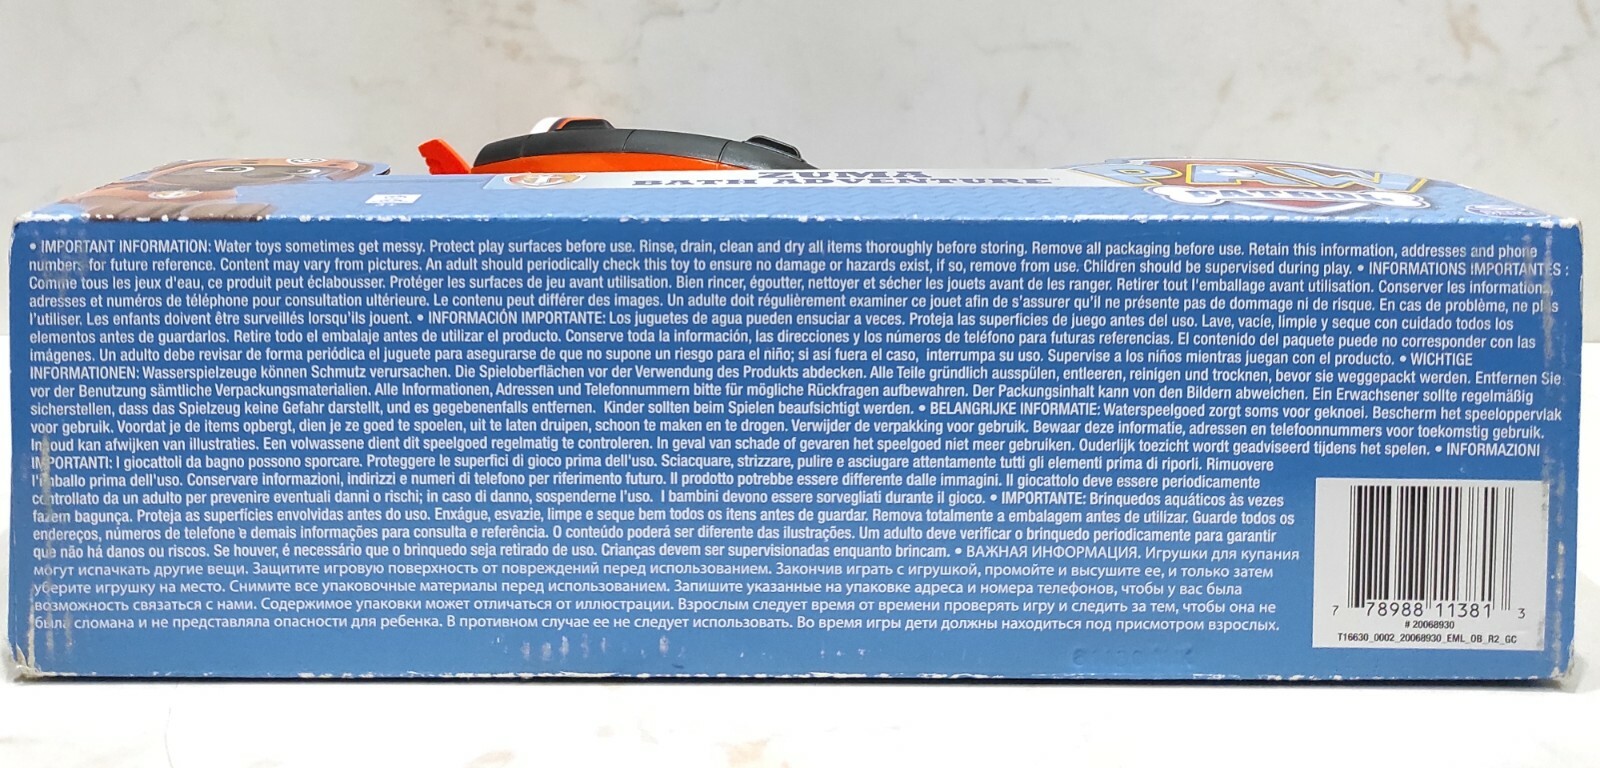 ZUMA
BATH ADVENTURE
PAW
PATROL
• IMPORTANT INFORMATION: Water toys sometimes get messy. Protect play surfaces before use. Rinse, drain, clean and dry all items thoroughly before storing. Remove all packaging before use. Retain this information, addresses and phone
numbers for future reference. Content may vary from pictures. An adult should periodically check this toy to ensure no damage or hazards exist, if so, remove from use. Children should be supervised during play. • INFORMATIONS IMPORTANTES :
Comme tous les jeux d'eau, ce produit peut éclabousser. Protéger les surfaces de jeu avant utilisation. Bien rincer, égoutter, nettoyer et sécher les jouets avant de les ranger. Retirer tout l'emballage avant utilisation. Conserver les informations,
adresses et numéros de téléphone pour consultation ultérieure. Le contenu peut différer des images. Un adulte doit régulièrement examiner ce jouet afin de s'assurer qu'il ne présente pas de dommage ni de risque. En cas de problème, ne plus
l'utiliser. Les enfants doivent être surveillés lorsqu'ils jouent. • INFORMACIÓN IMPORTANTE: Los juguetes de agua pueden ensuciar a veces. Proteja las superficies de juego antes del uso. Lave, vacíe, limpie y seque con cuidado todos los
elementos antes de guardarlos. Retire todo el embalaje antes de utilizar el producto. Conserve toda la información, las direcciones y los números de teléfono para futuras referencias. El contenido del paquete puede no corresponder con las
imágenes. Un adulto debe revisar de forma periódica el juguete para asegurarse de que no supone un riesgo para el niño; si así fuera el caso, interrumpa su uso. Supervise a los niños mientras juegan con el producto. • WICHTIGE
INFORMATIONEN: Wasserspielzeuge können Schmutz verursachen. Die Spieloberflächen vor der Verwendung des Produkts abdecken. Alle Teile gründlich ausspülen, entleeren, reinigen und trocknen, bevor sie weggepackt werden. Entfernen Sie
vor der Benutzung sämtliche Verpackungsmaterialien. Alle Informationen, Adressen und Telefonnummern bitte für mögliche Rückfragen aufbewahren. Der Packungsinhalt kann von den Bildern abweichen. Ein Erwachsener sollte regelmäßig
sicherstellen, dass das Spielzeug keine Gefahr darstellt, und es gegebenenfalls entfernen. Kinder sollten beim Spielen beaufsichtigt werden. • BELANGRIJKE INFORMATIE: Waterspeelgoed zorgt soms voor geknoei. Bescherm het speeloppervlak
voor gebruik. Voordat je de items opbergt, dien je ze goed te spoelen, uit te laten druipen, schoon te maken en te drogen. Verwijder de verpakking voor gebruik. Bewaar deze informatie, adressen en telefoonnummers voor toekomstig gebruik.
Inhoud kan afwijken van illustraties. Een volwassene dient dit speelgoed regelmatig te controleren. In geval van schade of gevaren het speelgoed niet meer gebruiken. Ouderlijk toezicht wordt geadviseerd tijdens het spelen. • INFORMAZIONI
IMPORTANTI: I giocattoli da bagno possono sporcare. Proteggere le superfici di gioco prima dell'uso. Sciacquare, strizzare, pulire e asciugare attentamente tutti gli elementi prima di riporli. Rimuovere
l'imballo prima dell'uso. Conservare informazioni, indirizzi e numeri di telefono per riferimento futuro. Il prodotto potrebbe essere differente dalle immagini. Il giocattolo deve essere periodicamente
controllato da un adulto per prevenire eventuali danni o rischi; in caso di danno, sospenderne l'uso. I bambini devono essere sorvegliati durante il gioco. • IMPORTANTE: Brinquedos aquáticos às vezes
fazem bagunça. Proteja as superfícies envolvidas antes do uso. Enxágue, esvazie, limpe e seque bem todos os itens antes de guardar. Remova totalmente a embalagem antes de utilizar. Guarde todos os
endereços, números de telefone e demais informações para consulta e referência. O conteúdo poderá ser diferente das ilustrações. Um adulto deve verificar o brinquedo periodicamente para garantir
que não há danos ou riscos. Se houver, é necessário que o brinquedo seja retirado de uso. Crianças devem ser supervisionadas enquanto brincam. • ВАЖНАЯ ИНФОРМАЦИЯ. Игрушки для купания
могут испачкать другие вещи. Защитите игровую поверхность от повреждений перед использованием. Закончив играть с игрушкой, промойте и высушите ее, и только затем
уберите игрушку на место. Снимите все упаковочные материалы перед использованием. Запишите указанные на упаковке адреса и номера телефонов, чтобы у вас была
возможность связаться с нами. Содержимое упаковки может отличаться от иллюстрации. Взрослым следует время от времени проверять игру и следить за тем, чтобы она не
была сломана и не представляла опасности для ребенка. В противном случае ее не следует использовать. Во время игры дети должны находиться под присмотром взрослых.
7 78988 11381 3
# 20068930
T16630_0002_20068930_EML_OB_R2_GC